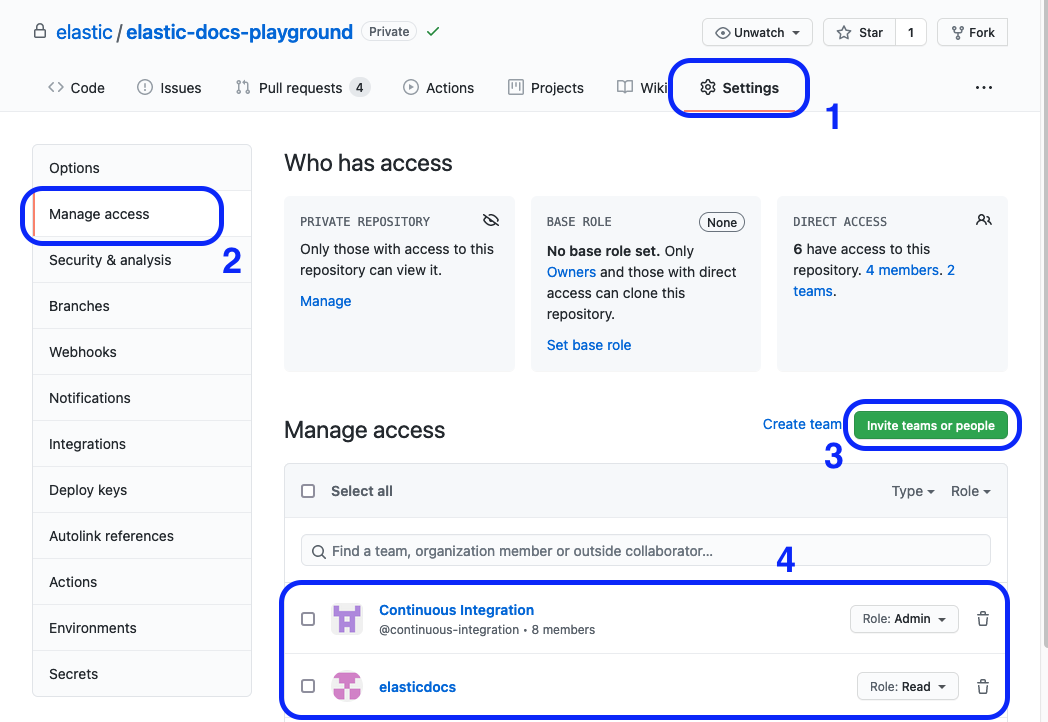 elastic / elastic-docs-playground Private
Unwatch Star 1 Fork
Code Issues Pull requests 4 Actions Projects Wiki Settings
1
Options
Manage access
2
Security & analysis
Branches
Webhooks
Notifications
Integrations
Deploy keys
Autolink references
Actions
Environments
Secrets
Who has access
PRIVATE REPOSITORY
Only those with access to this
repository can view it.
Manage
BASE ROLE None
No base role set. Only
Owners and those with direct
access can clone this
repository.
Set base role
DIRECT ACCESS
6 have access to this
repository. 4 members. 2
teams.
Manage access
Create team Invite teams or people
3
Select all Type Role
Find a team, organization member or outside collaborator...
4
Continuous Integration
@continuous-integration • 8 members
Role: Admin
elasticdocs
Role: Read